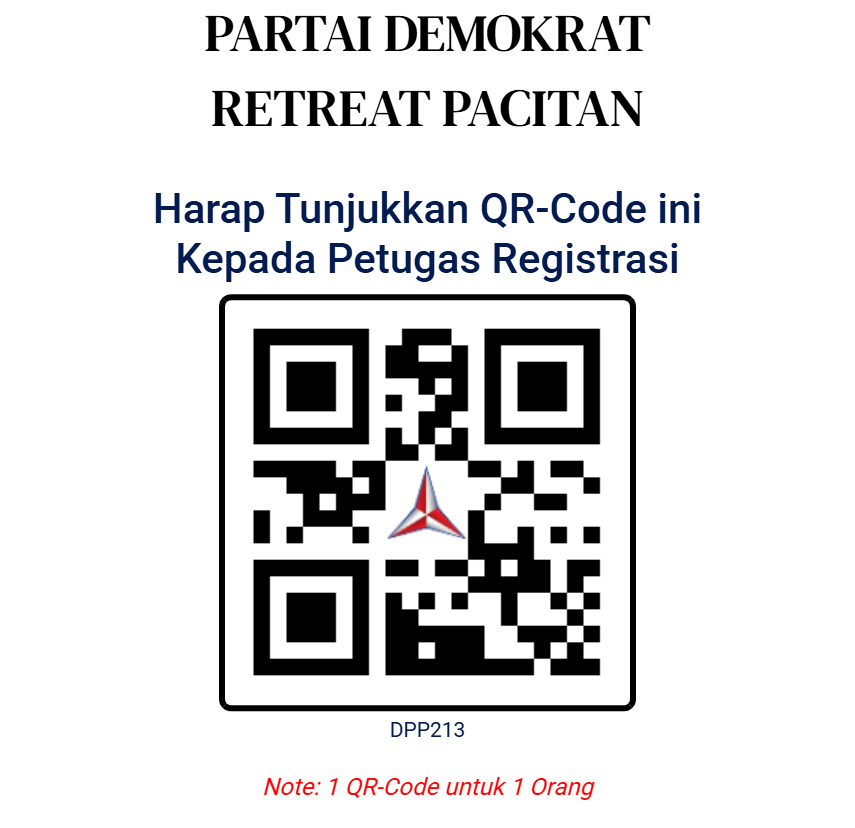 PARTAI DEMOKRAT
RETREAT PACITAN
Harap Tunjukkan QR-Code ini
Kepada Petugas Registrasi
DPP213
Note: 1 QR-Code untuk 1 Orang